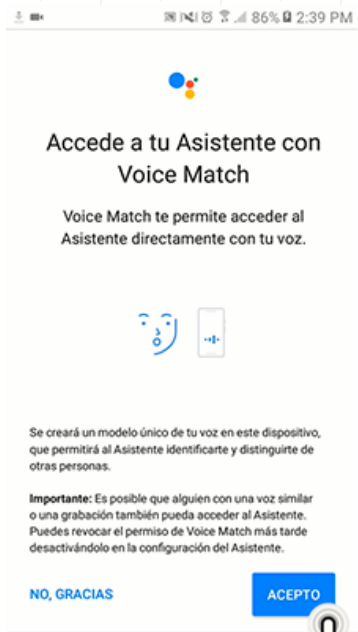 86% 2:39 PM
Accede a tu Asistente con
Voice Match
Voice Match te permite acceder al
Asistente directamente con tu voz.
Se creará un modelo único de tu voz en este dispositivo,
que permitirá al Asistente identificarte y distinguirte de
otras personas.
Importante: Es posible que alguien con una voz similar
o una grabación también pueda acceder al Asistente.
Puedes revocar el permiso de Voice Match más tarde
desactivándolo en la configuración del Asistente.
NO, GRACIAS
ACEPTO